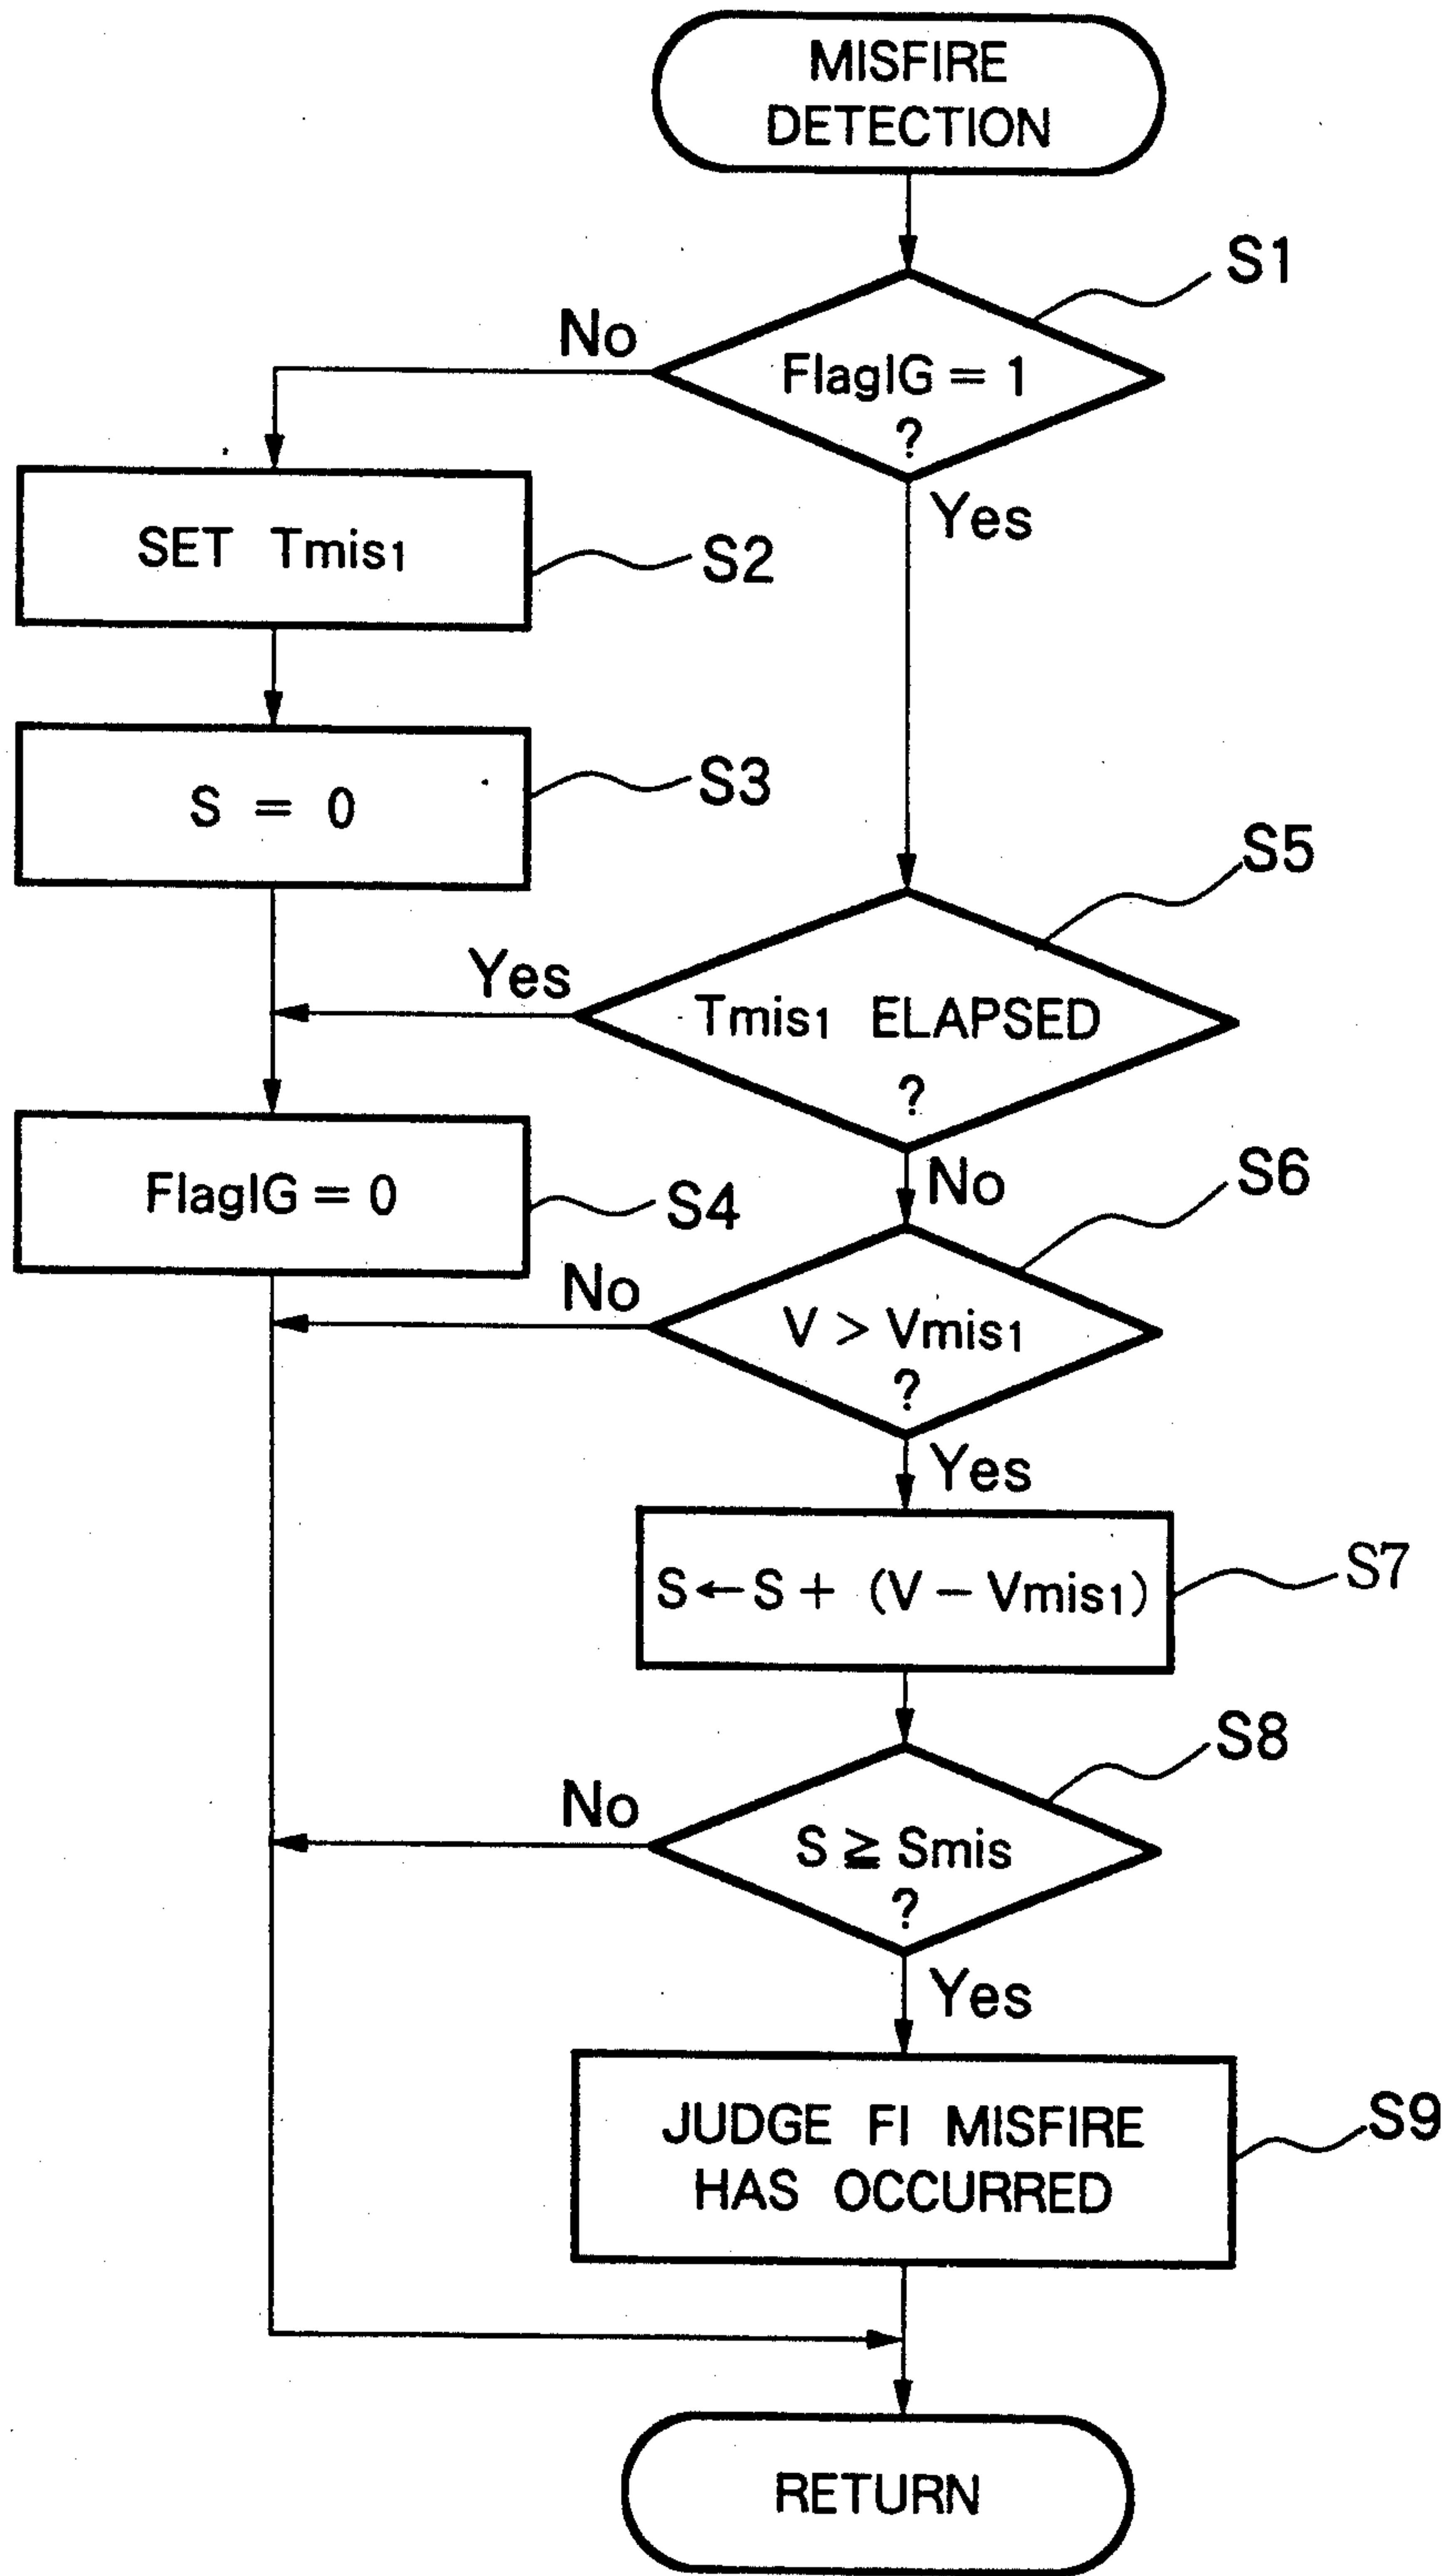 MISFIRE
DETECTION
S1
No
FlagIG = 1
?
Yes
SET Tmis1
S2
S = 0
S3
S5
Yes
Tmis1 ELAPSED
?
No
FlagIG = 0
S4
S6
No
V > Vmis1
?
Yes
S ← S + (V − Vmis1)
S7
S8
No
S ≧ Smis
?
Yes
JUDGE FI MISFIRE
HAS OCCURRED
S9
RETURN